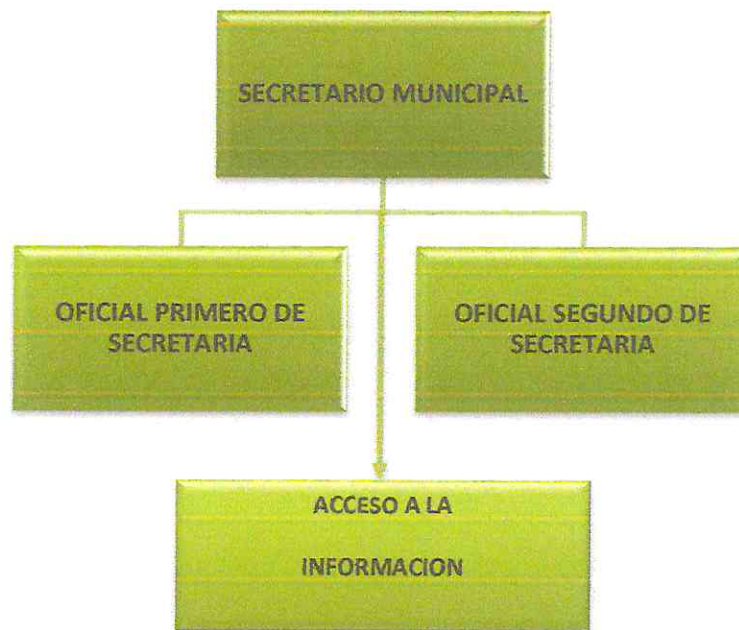 SECRETARIO MUNICIPAL
OFICIAL PRIMERO DE
SECRETARIA
OFICIAL SEGUNDO DE
SECRETARIA
ACCESO A LA
INFORMACION